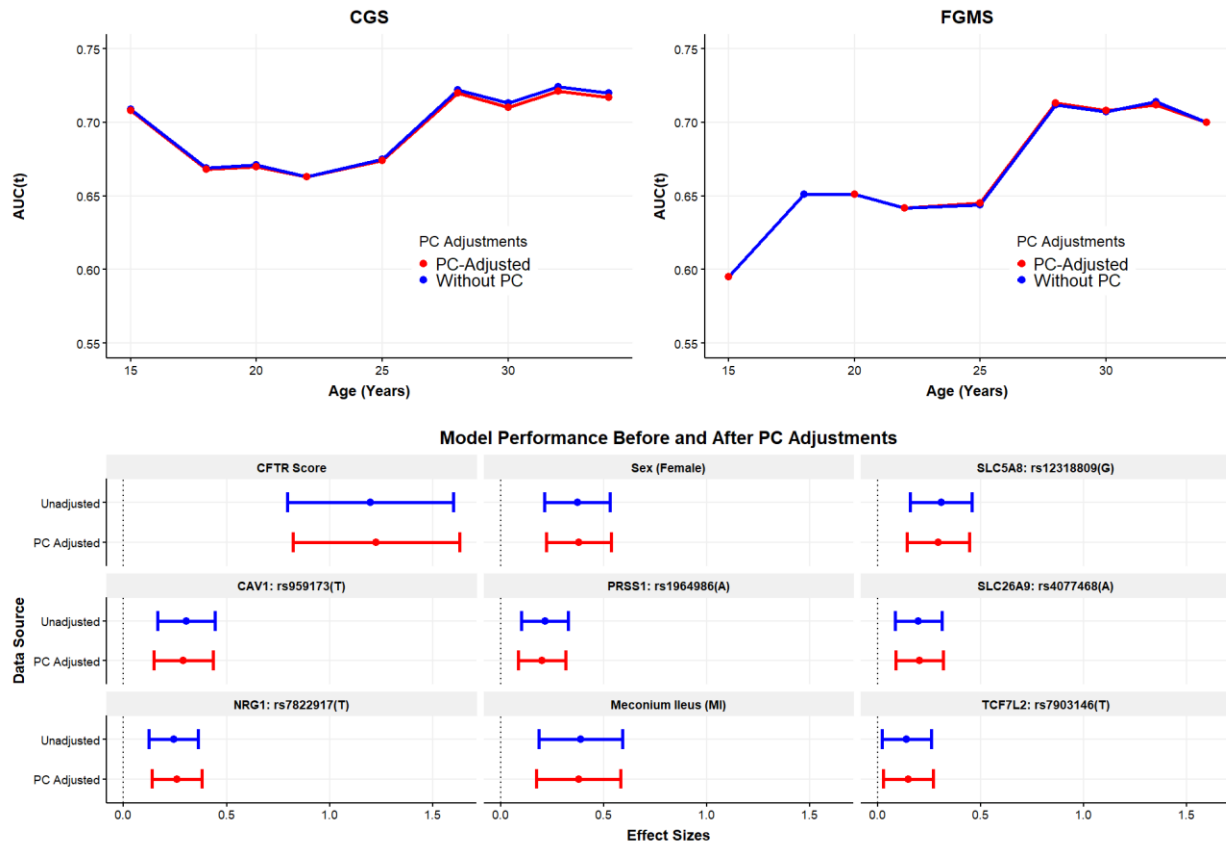 CGS
FGMS
0.75
0.70
0.65
0.60
0.55
AUC(t)
PC Adjustments
PC-Adjusted
Without PC
15 20 25 30
Age (Years)
0.75
0.70
0.65
0.60
0.55
AUC(t)
PC Adjustments
PC-Adjusted
Without PC
15 20 25 30
Age (Years)
Model Performance Before and After PC Adjustments
CFTR Score
Sex (Female)
SLC5A8: rs12318809(G)
Unadjusted
PC Adjusted
CAV1: rs959173(T)
PRSS1: rs1964986(A)
SLC26A9: rs4077468(A)
Unadjusted
PC Adjusted
NRG1: rs7822917(T)
Meconium Ileus (MI)
TCF7L2: rs7903146(T)
Unadjusted
PC Adjusted
Data Source
0.0 0.5 1.0 1.5
0.0 0.5 1.0 1.5
0.0 0.5 1.0 1.5
Effect Sizes